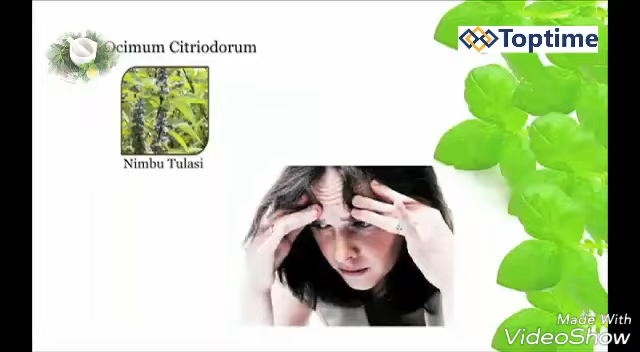 Ocimum Citriodorum
Toptime
Nimbu Tulasi
Made With
VideoShow